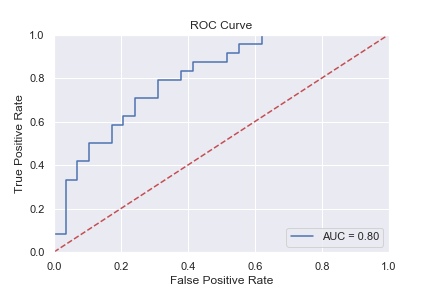 ROC Curve
True Positive Rate
1.0
0.8
0.6
0.4
0.2
0.0
AUC = 0.80
0.0 0.2 0.4 0.6 0.8 1.0
False Positive Rate